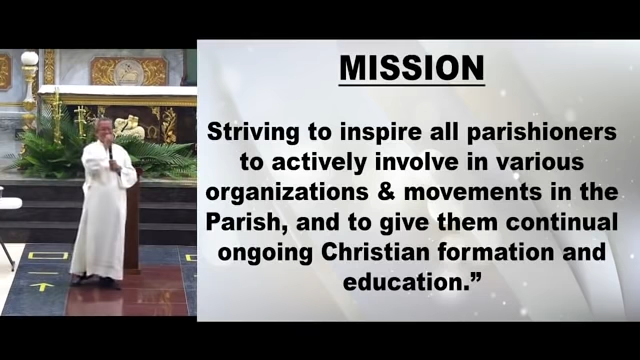 MISSION
Striving to inspire all parishioners
to actively involve in various
organizations & movements in the
Parish, and to give them continual
ongoing Christian formation and
education.”